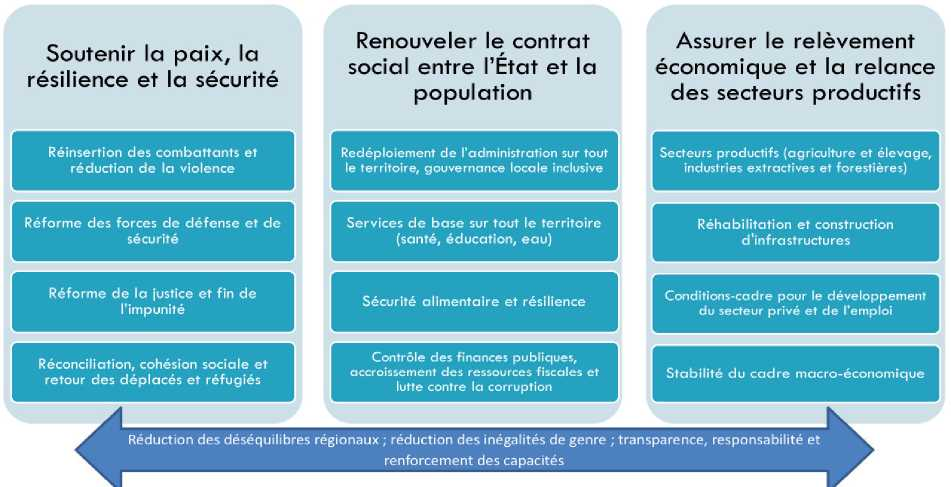 Soutenir la paix, la
résilience et la sécurité
Réinsertion des combattants et
réduction de la violence
Réforme des forces de défense et de
sécurité
Réforme de la justice et fin de
l'impunité
Réconciliation, cohésion sociale et
retour des déplacés et réfugiés
Renouveler le contrat
social entre l'État et la
population
Redéploiement de l'administration sur tout
le territoire, gouvernance locale inclusive
Services de base sur tout le territoire
(santé, éducation, eau)
Sécurité alimentaire et résilience
Contrôle des finances publiques,
accroissement des ressources fiscales et
lutte contre la corruption
Assurer le relèvement
économique et la relance
des secteurs productifs
Secteurs productifs (agriculture et élevage,
industries extractives et forestières)
Réhabilitation et construction
d'infrastructures
Conditions-cadre pour le développement
du secteur privé et de l'emploi
Stabilité du cadre macro-économique
Réduction des déséquilibres régionaux ; réduction des inégalités de genre ; transparence, responsabilité et
renforcement des capacités